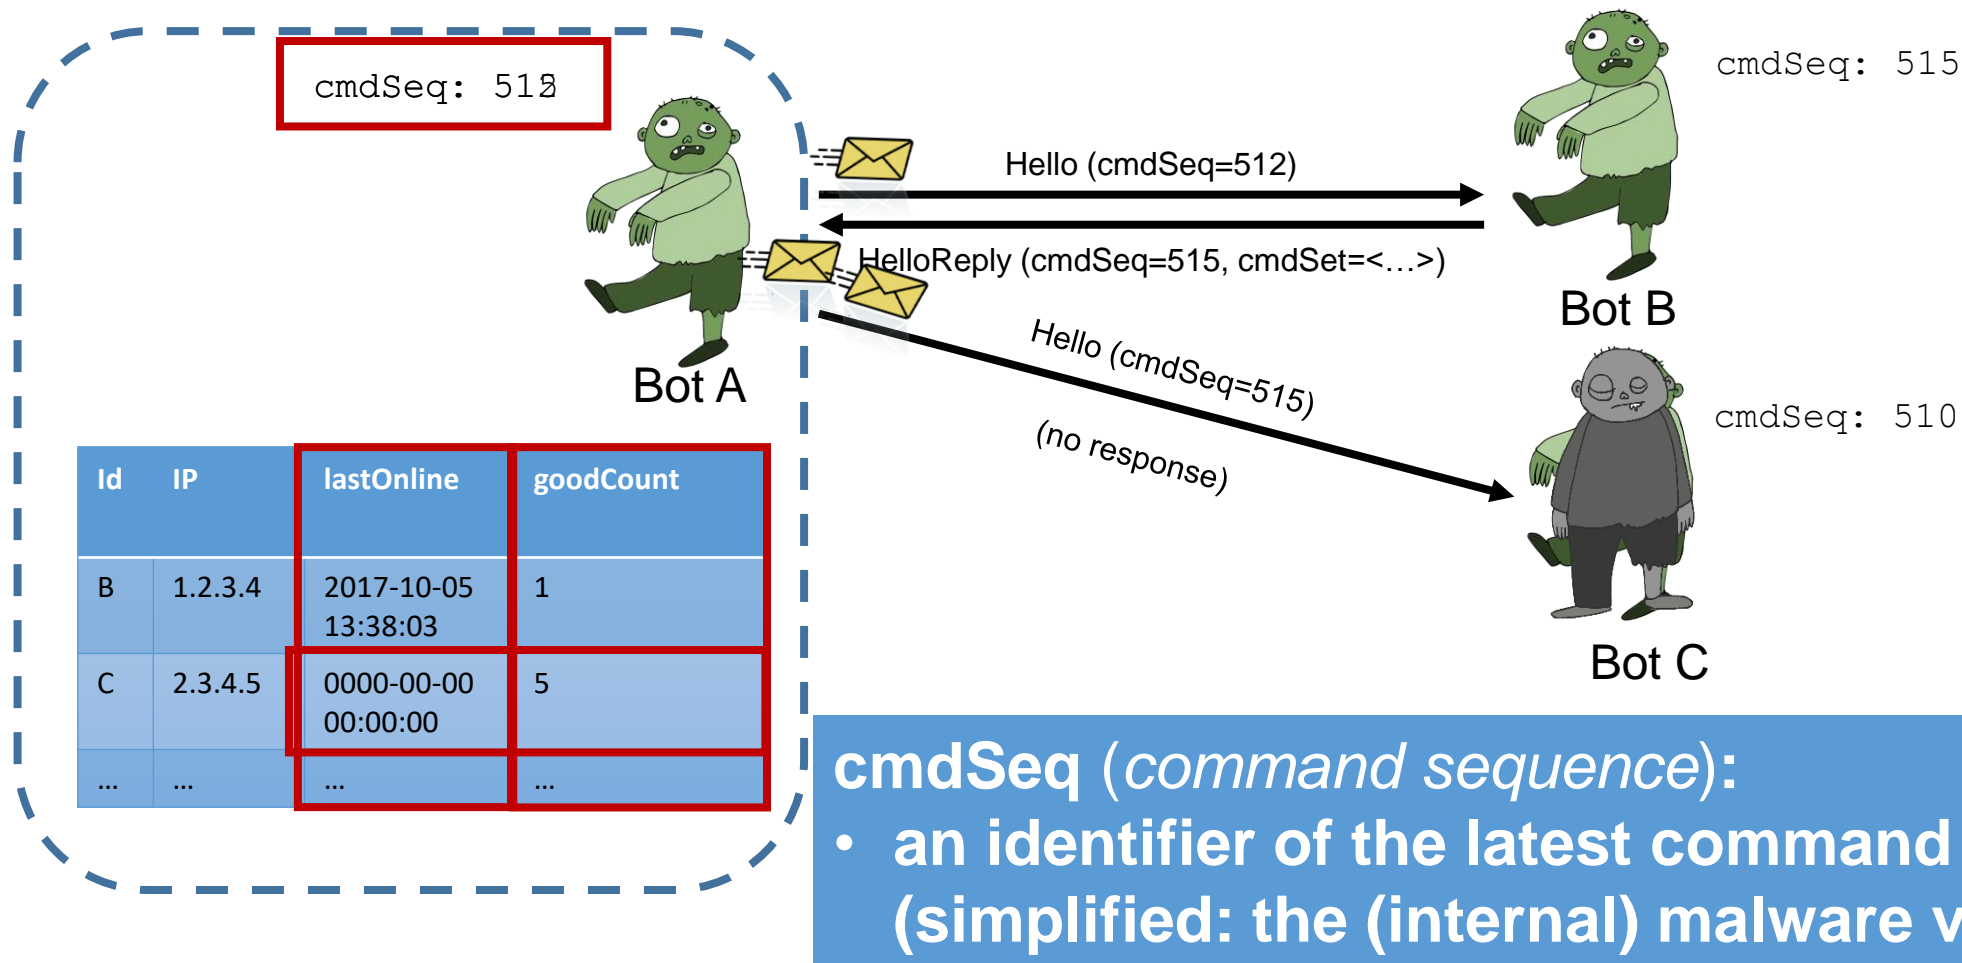 cmdSeq: 515
cmdSeq:
Hello (cmdSeq=512)
HelloReply (cmdSeq=515, cmdSet=<…>)
Bot B
Hello (cmdSeq=515)
(no response)
Bot A
cmdSeq: 510
Id IP lastOnline goodCount
B 1.2.3.4 2017-10-05 1
13:38:03
C 2.3.4.5 0000-00-00 5
00:00:00
... ... ... ...
Bot C
cmdSeq (command sequence):
• an identifier of the latest command
(simplified: the (internal) malware v